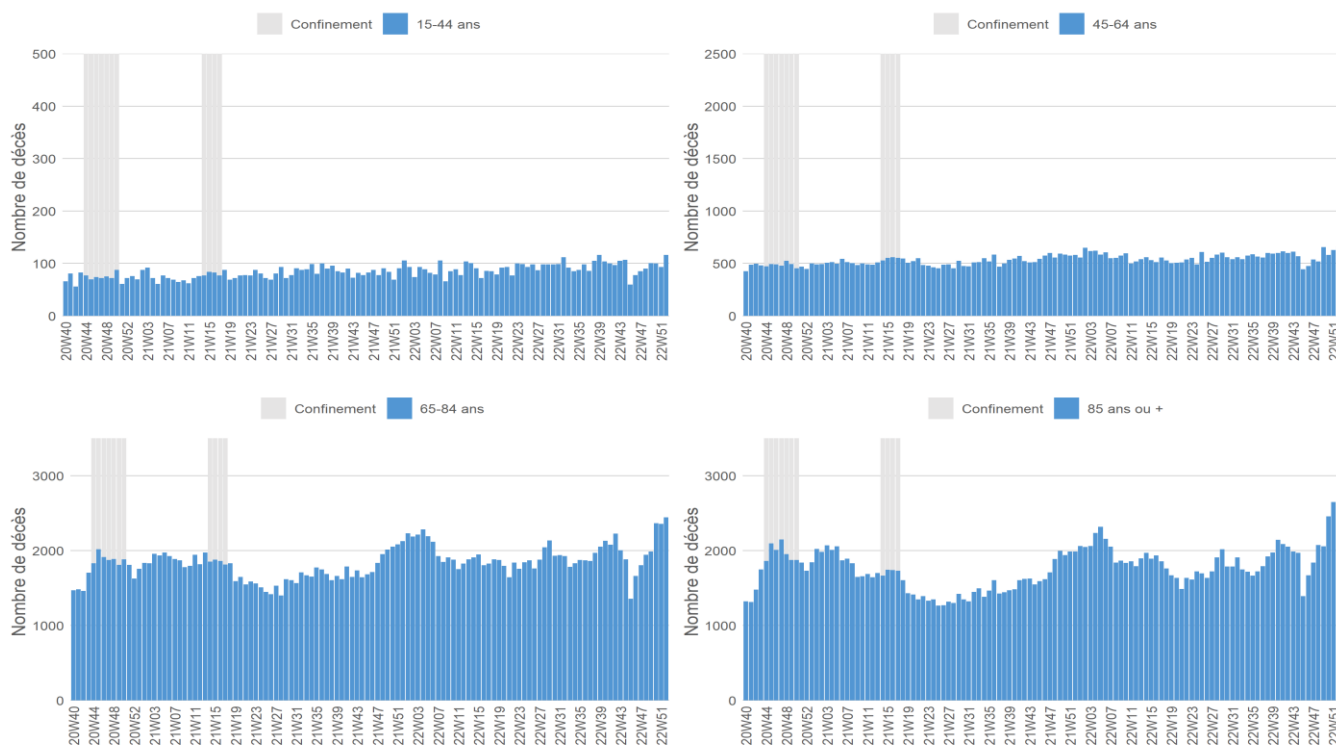 Confinement 15-44 ans
500
400
300
200
100
0
Nombre de décès
20W40 20W44 20W48 20W52 21W03 21W07 21W11 21W15 21W19 21W23 21W27 21W31 21W35 21W39 21W43 21W47 21W51 22W03 22W07 22W11 22W15 22W19 22W23 22W27 22W31 22W35 22W39 22W43 22W47 22W51
Confinement 45-64 ans
2500
2000
1500
1000
500
0
Nombre de décès
20W40 20W44 20W48 20W52 21W03 21W07 21W11 21W15 21W19 21W23 21W27 21W31 21W35 21W39 21W43 21W47 21W51 22W03 22W07 22W11 22W15 22W19 22W23 22W27 22W31 22W35 22W39 22W43 22W47 22W51
Confinement 65-84 ans
3000
2000
1000
0
Nombre de décès
20W40 20W44 20W48 20W52 21W03 21W07 21W11 21W15 21W19 21W23 21W27 21W31 21W35 21W39 21W43 21W47 21W51 22W03 22W07 22W11 22W15 22W19 22W23 22W27 22W31 22W35 22W39 22W43 22W47 22W51
Confinement 85 ans ou +
3000
2000
1000
0
Nombre de décès
20W40 20W44 20W48 20W52 21W03 21W07 21W11 21W15 21W19 21W23 21W27 21W31 21W35 21W39 21W43 21W47 21W51 22W03 22W07 22W11 22W15 22W19 22W23 22W27 22W31 22W35 22W39 22W43 22W47 22W51